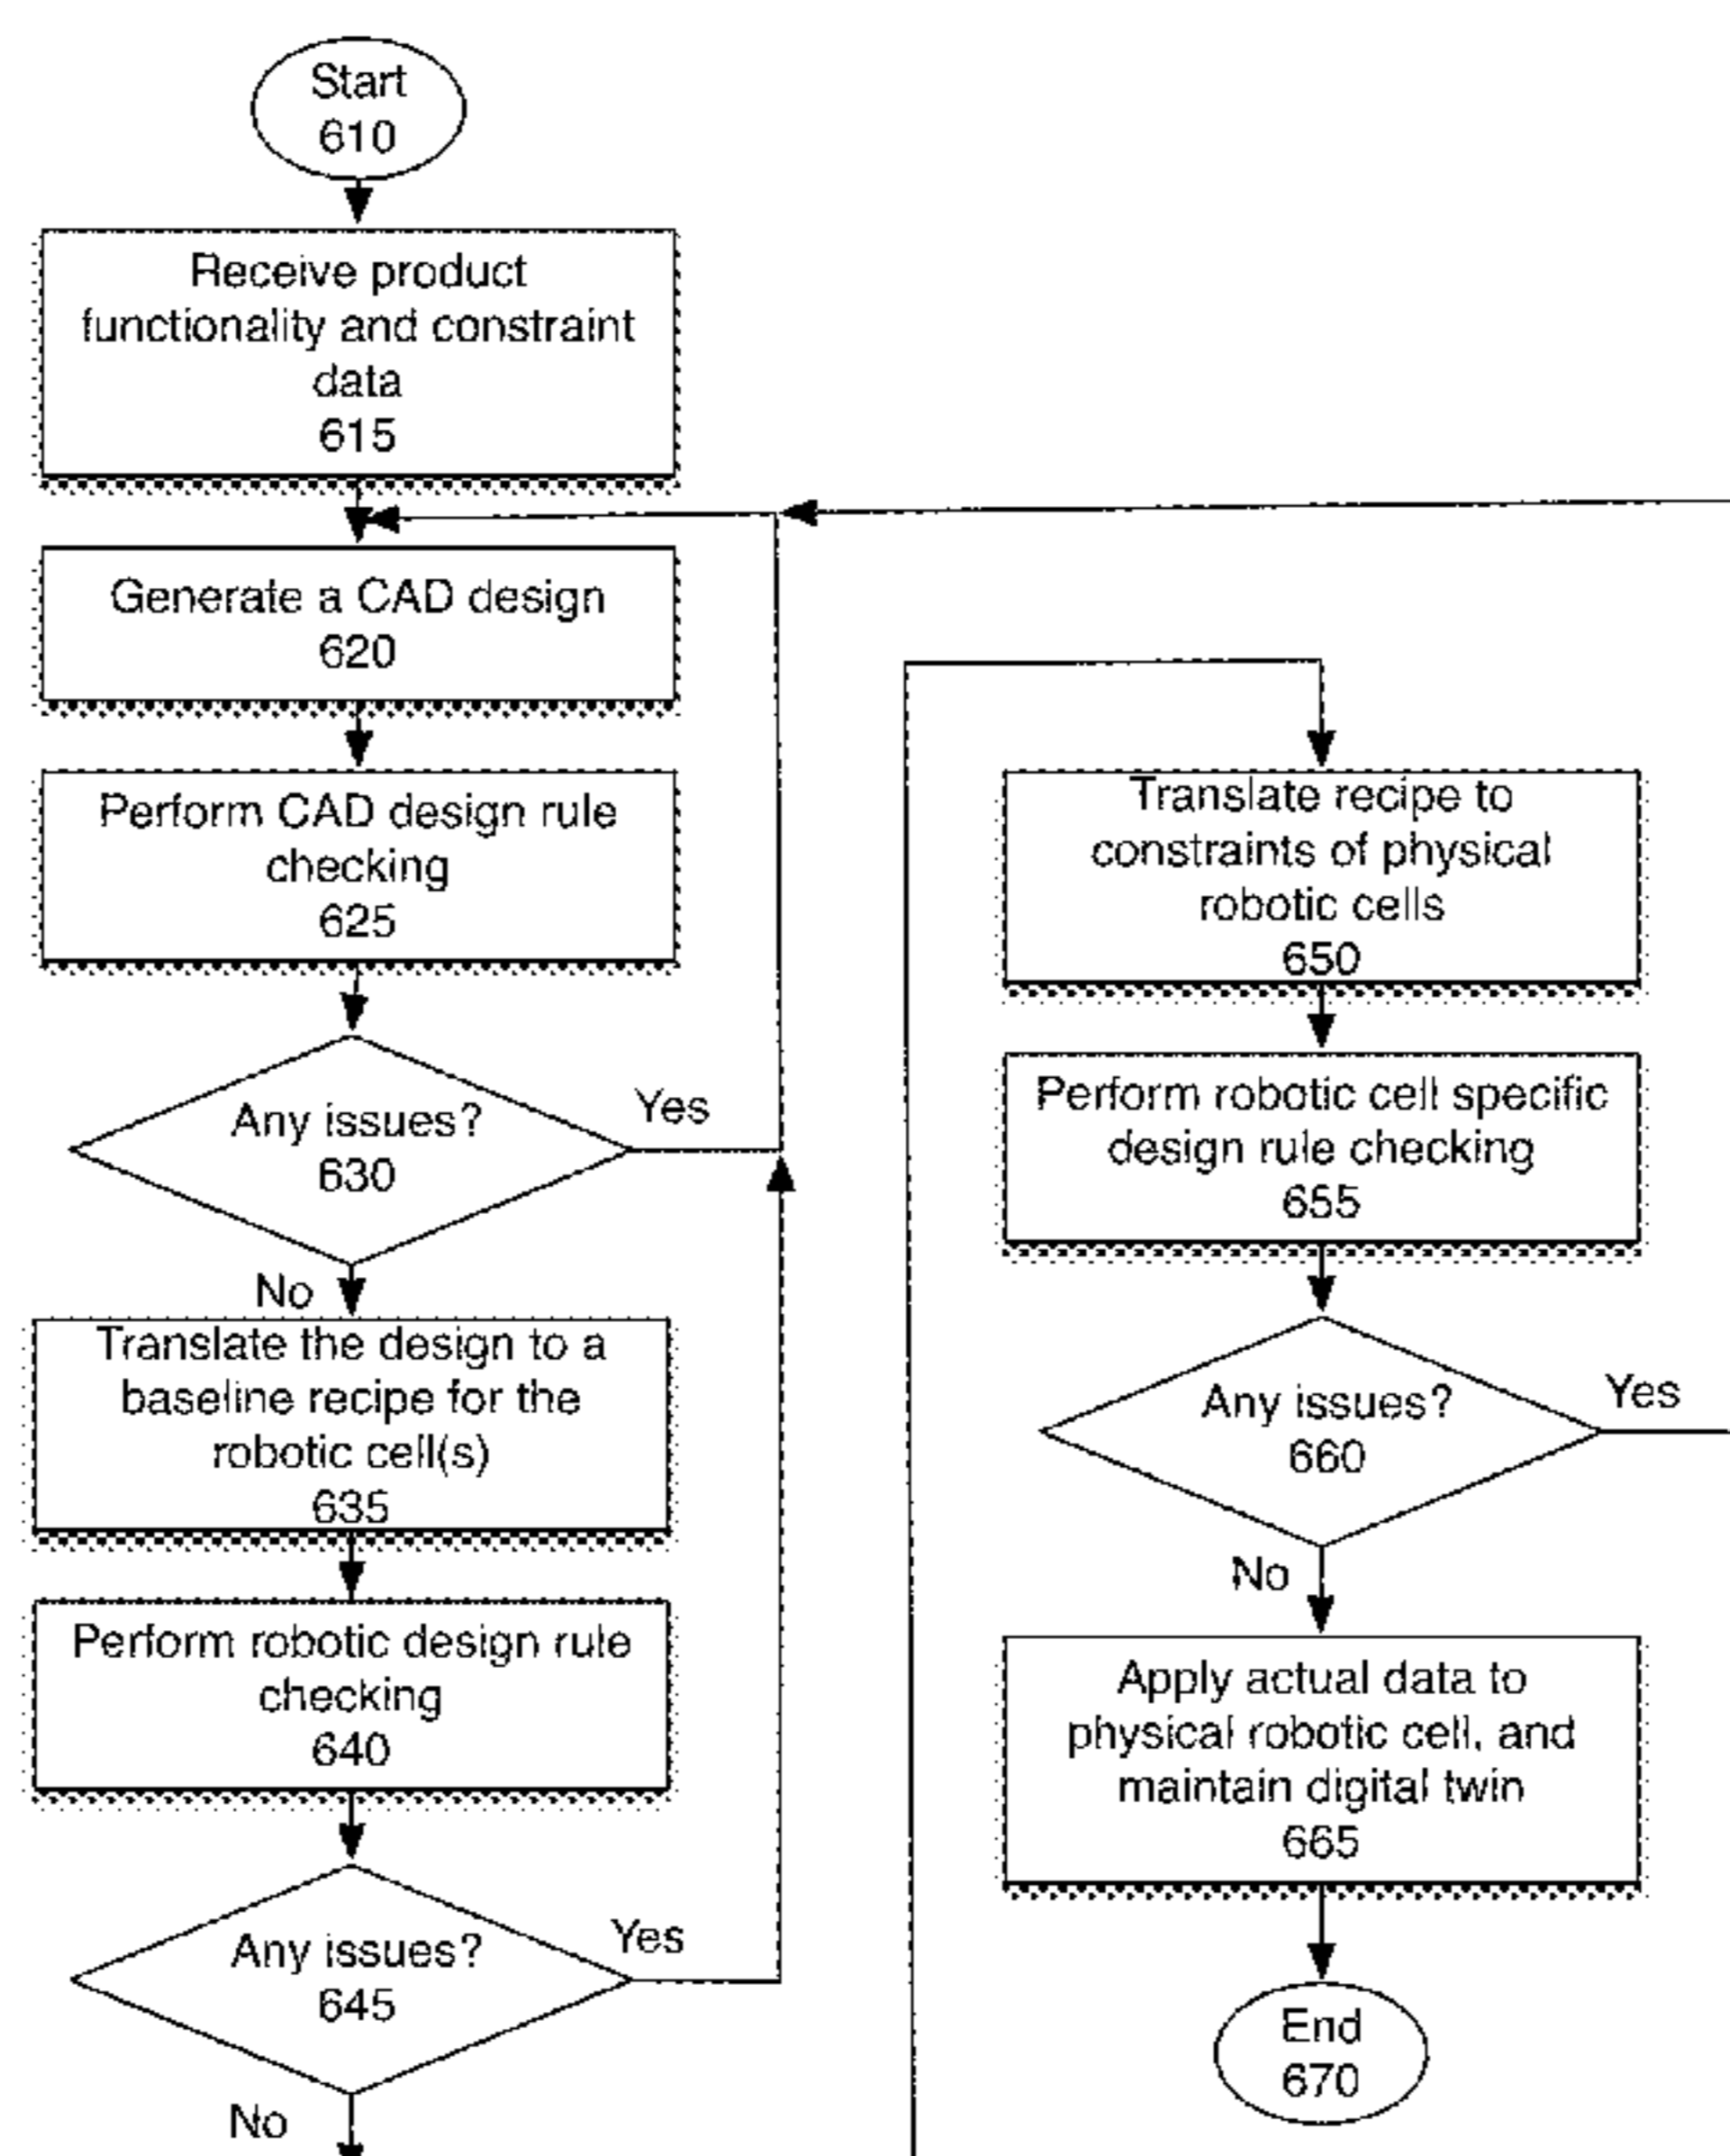 Start
610
Receive product
functionality and constraint
data
615
Generate a CAD design
620
Perform CAD design rule
checking
625
Any issues?
630
Yes
No
Translate the design to a
baseline recipe for the
robotic cell(s)
635
Perform robotic design rule
checking
640
Any issues?
645
Yes
No
Translate recipe to
constraints of physical
robotic cells
650
Perform robotic cell specific
design rule checking
655
Any issues?
660
Yes
No
Apply actual data to
physical robotic cell, and
maintain digital twin
665
End
670